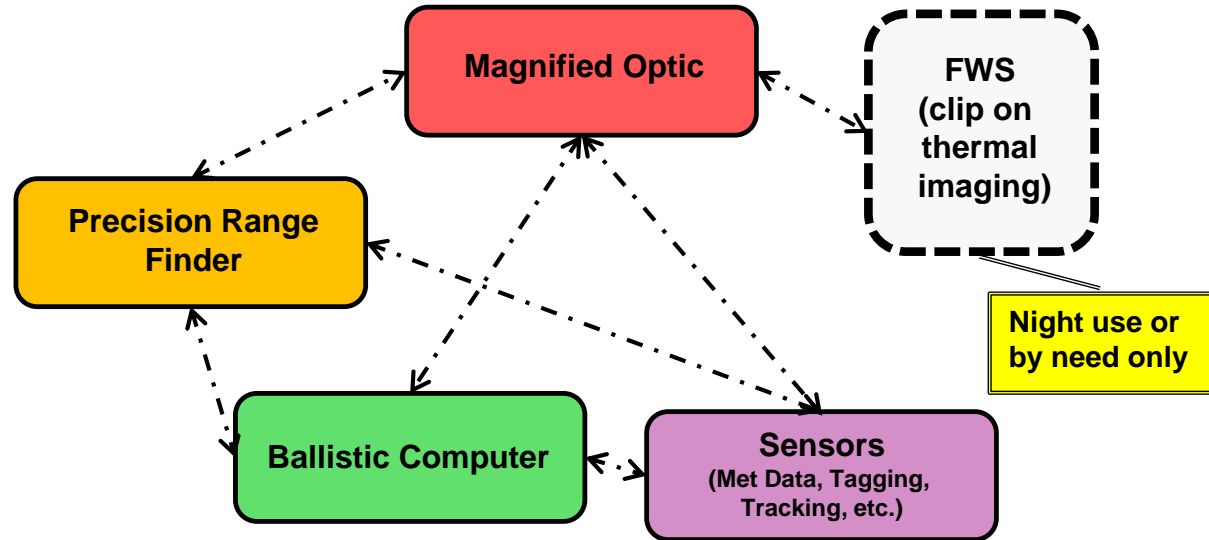 Magnified Optic
FWS
(clip on
thermal
imaging)
Precision Range
Finder
Night use or
by need only
Ballistic Computer
Sensors
(Met Data, Tagging,
Tracking, etc.)